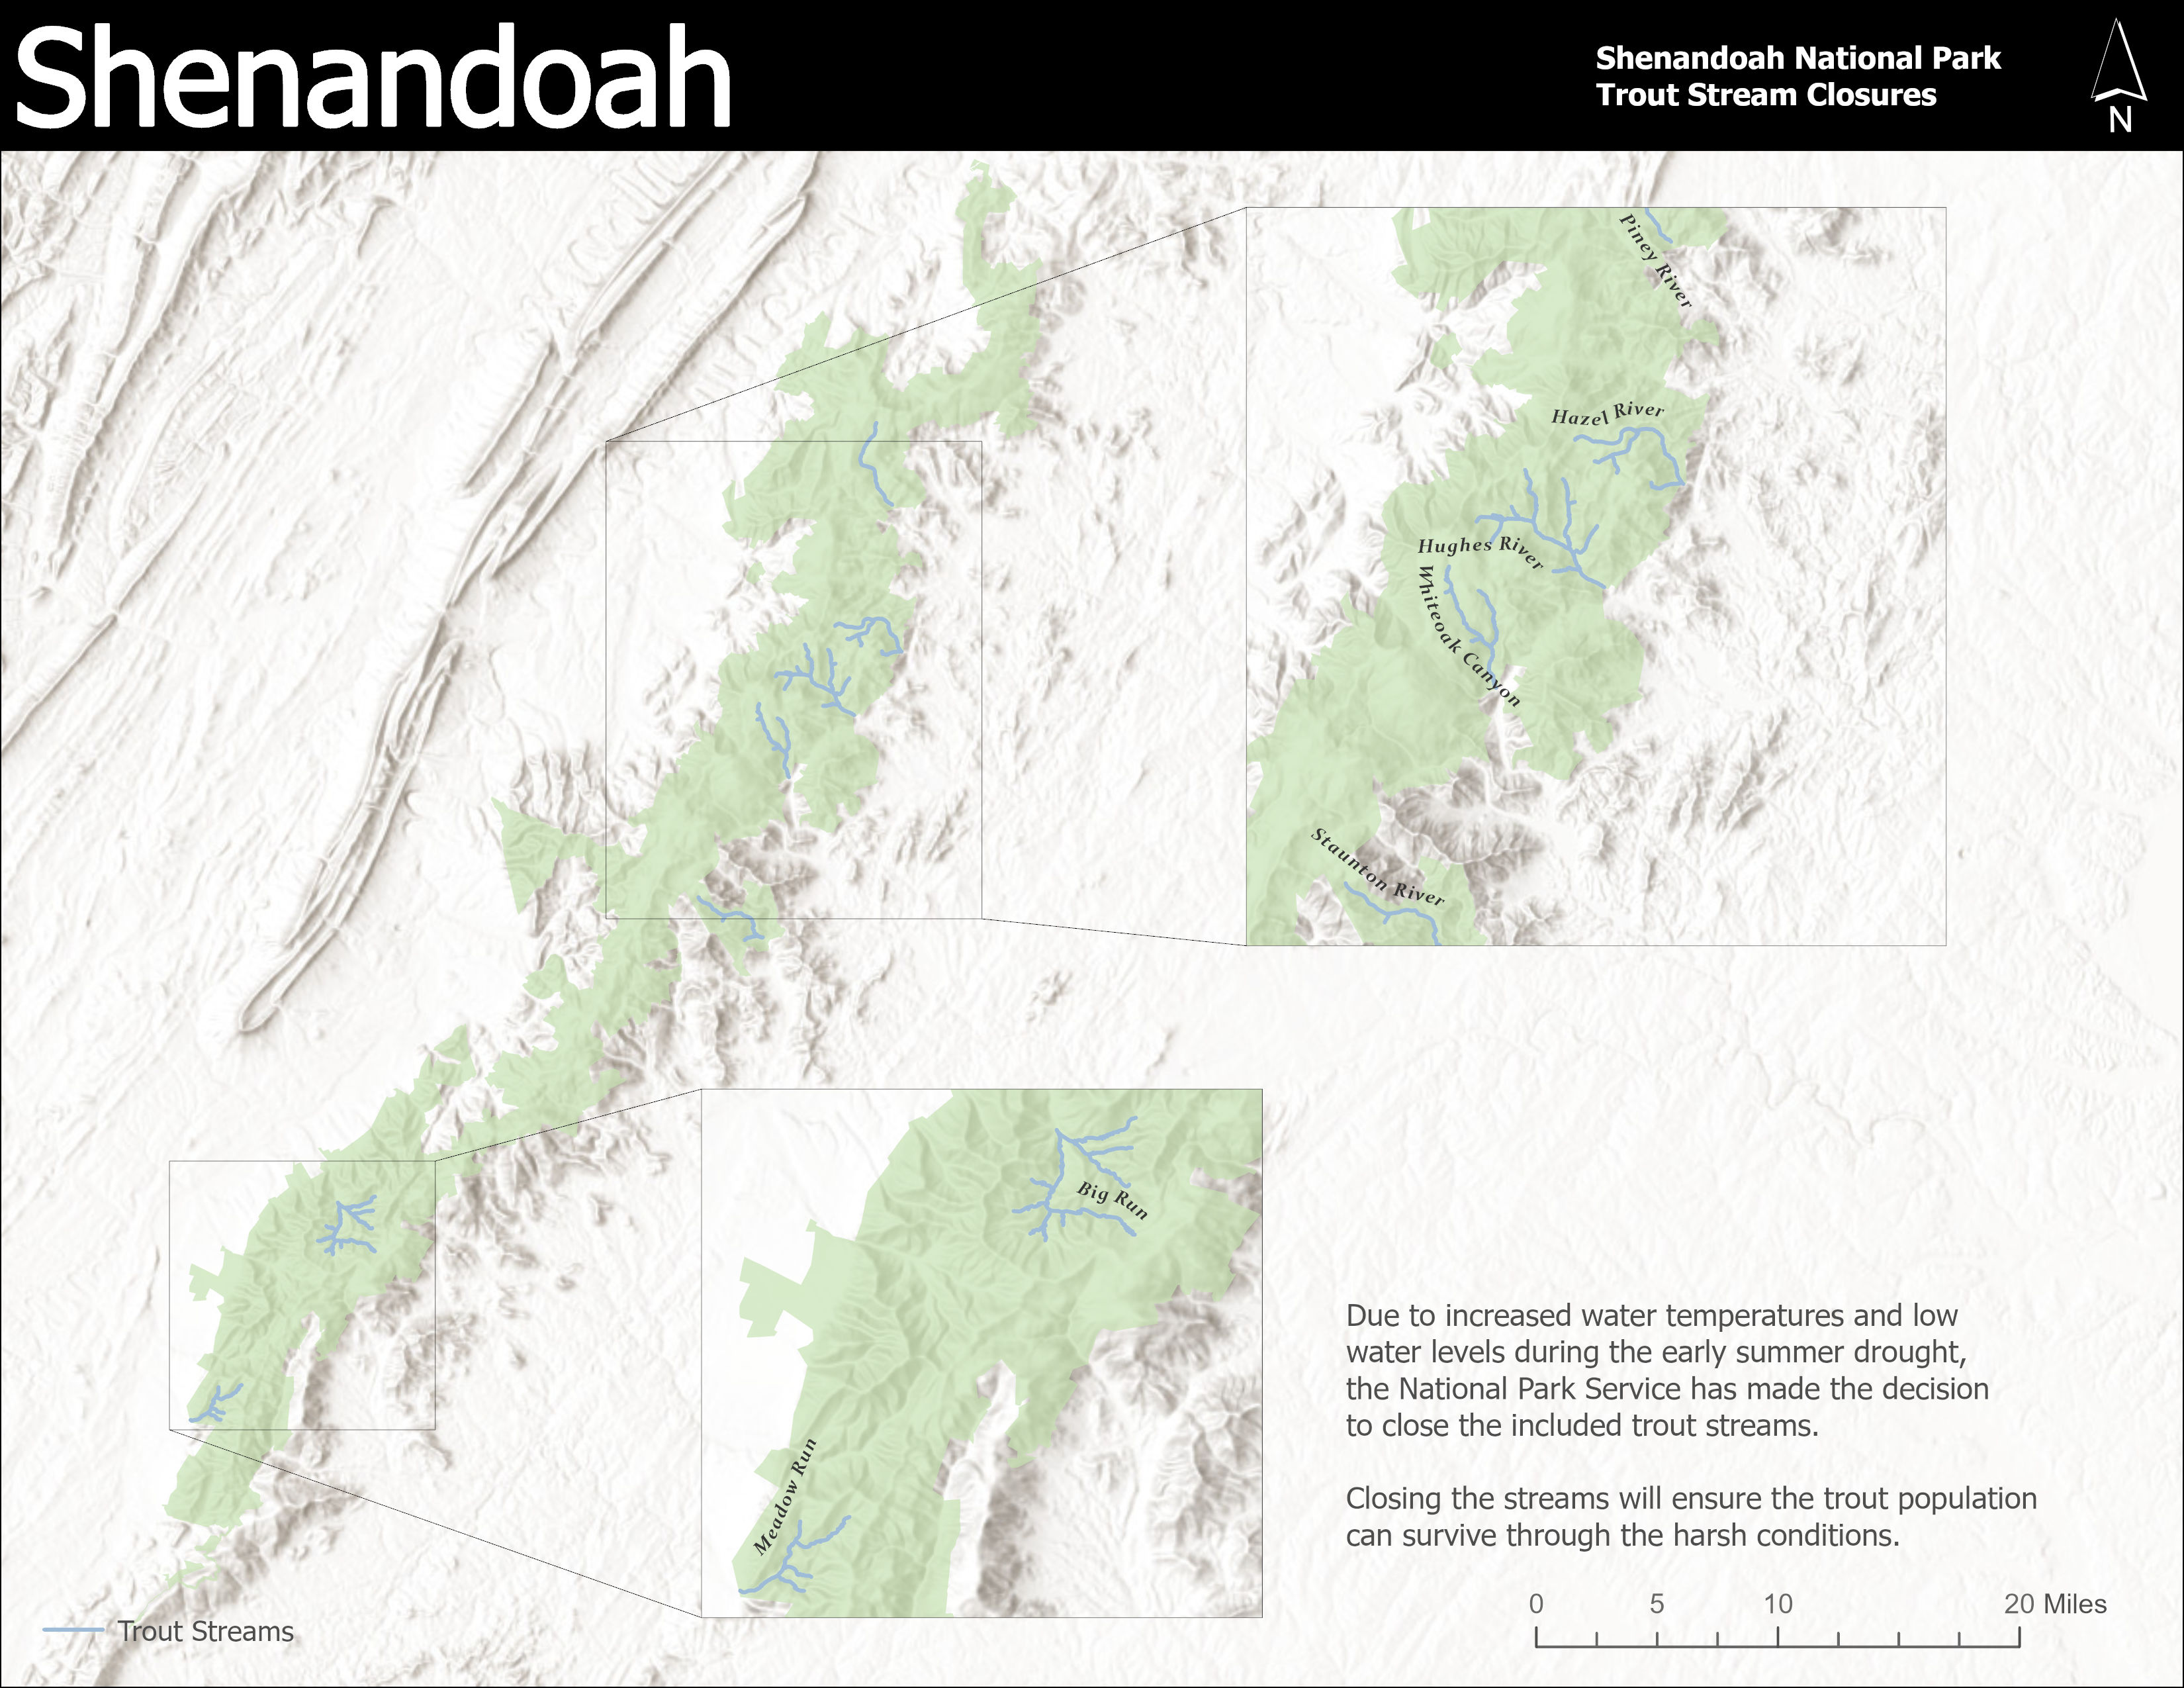 Shenandoah
Shenandoah National Park
Trout Stream Closures
N
Piney River
Hazel River
Hughes River
Whiteoak Canyon
Staunton River
Big Run
Meadow Run
Due to increased water temperatures and low
water levels during the early summer drought,
the National Park Service has made the decision
to close the included trout streams.
Closing the streams will ensure the trout population
can survive through the harsh conditions.
0 5 10 20 Miles
Trout Streams